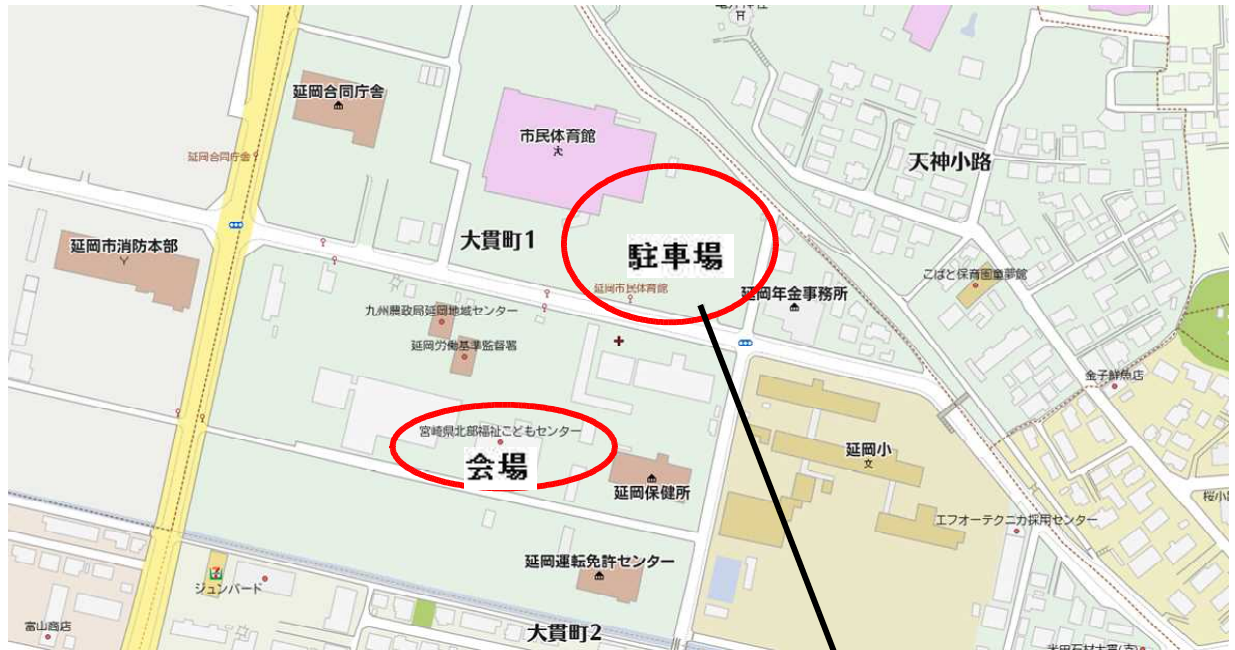 延岡合同庁舎
市民体育館
延岡合同庁舎
天神小路
大貫町1
延岡市消防本部
駐車場
こばと保育園童夢館
延岡市民体育館
延岡年金事務所
九州農政局延岡地域センター
延岡労働基準監督署
金子鮮魚店
宮崎県北部福祉こどもセンター
延岡小
会場
延岡保健所
エフオーテクニカ採用センター
延岡運転免許センター
ジュンバード
富山商店
大貫町2